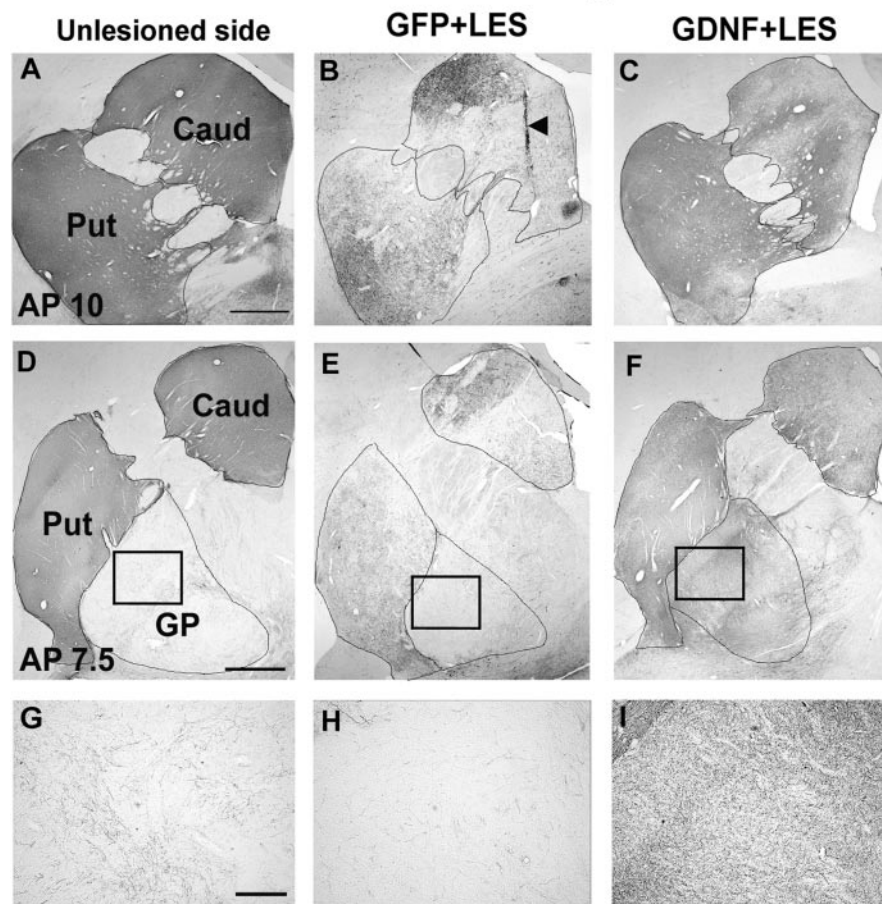 Unlesioned side
GFP+LES
GDNF+LES
A
B
C
Caud
Put
AP 10
D
E
F
Caud
Put
GP
AP 7.5
G
H
I